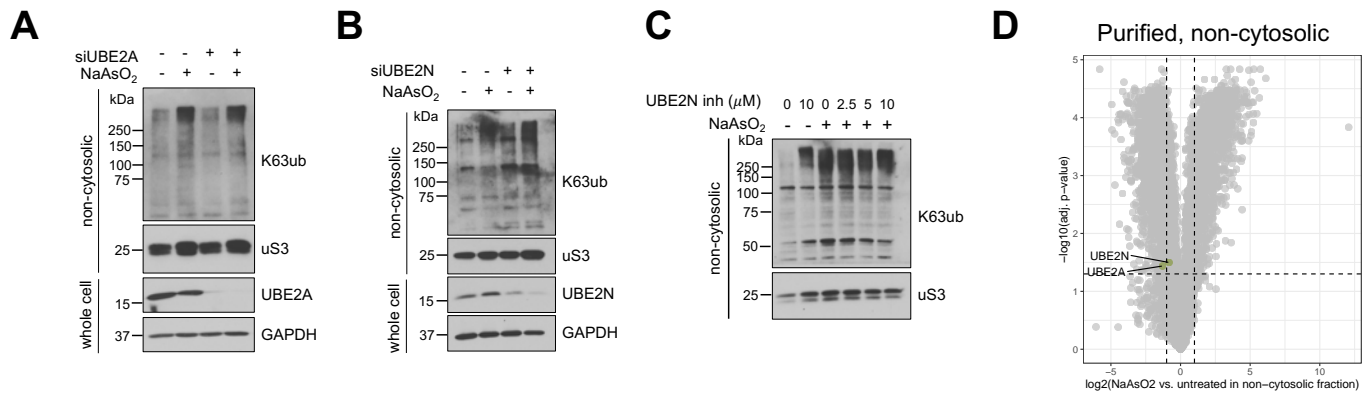 A
siUBE2A - - + +
NaAsO2 - + - +
kDa
250
150
100
75
25
15
37
non-cytosolic
whole cell
K63ub
uS3
UBE2A
GAPDH
B
siUBE2N - - + +
NaAsO2 - + - +
kDa
250
150
100
75
25
15
37
non-cytosolic
whole cell
K63ub
uS3
UBE2N
GAPDH
C
UBE2N inh (μM) 0 10 0 2.5 5 10
NaAsO2 - - + + + +
kDa
250
150
100
75
50
25
non-cytosolic
K63ub
uS3
D
Purified, non-cytosolic
−log10(adj. p−value)
5
4
3
2
1
0
UBE2N
UBE2A
−5 0 5 10
log2(NaAsO2 vs. untreated in non-cytosolic fraction)